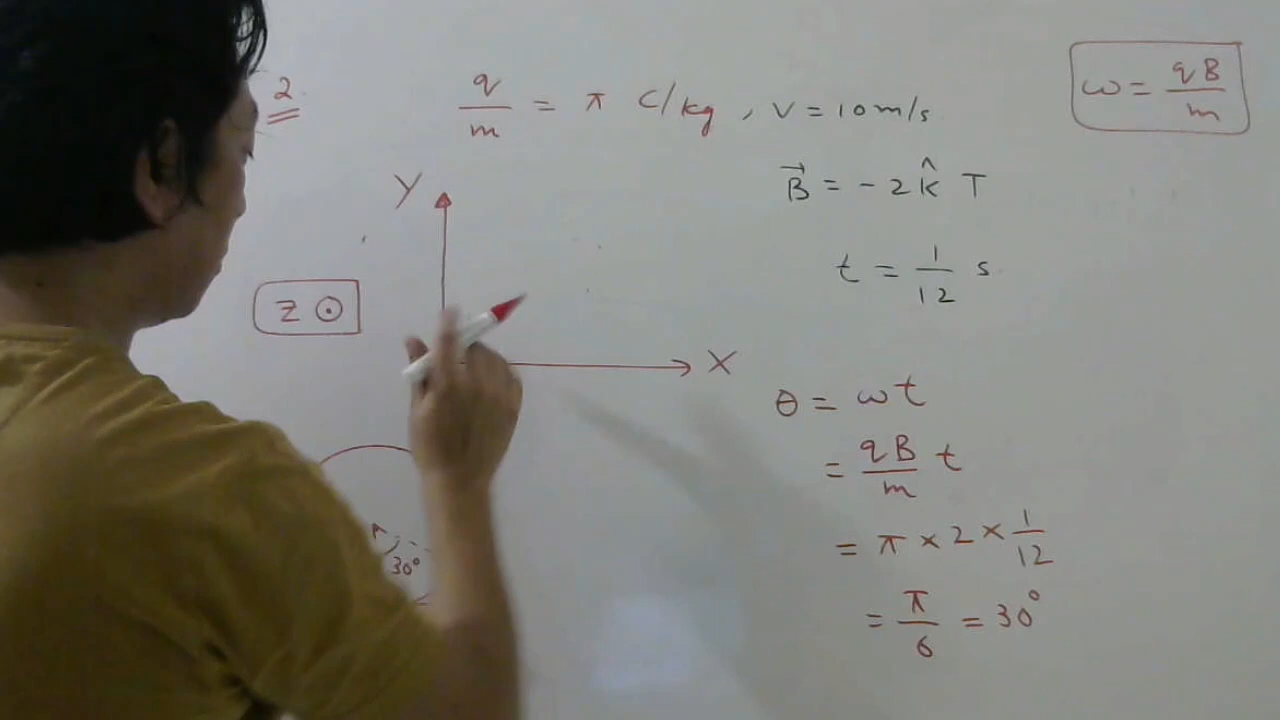 2
q/m = π C/kg , v = 10 m/s
ω = qB/m
B⃗ = -2 k̂ T
t = 1/12 s
Y
Z ⊙
X
30°
θ = ωt
= qB/m t
= π × 2 × 1/12
= π/6 = 30°